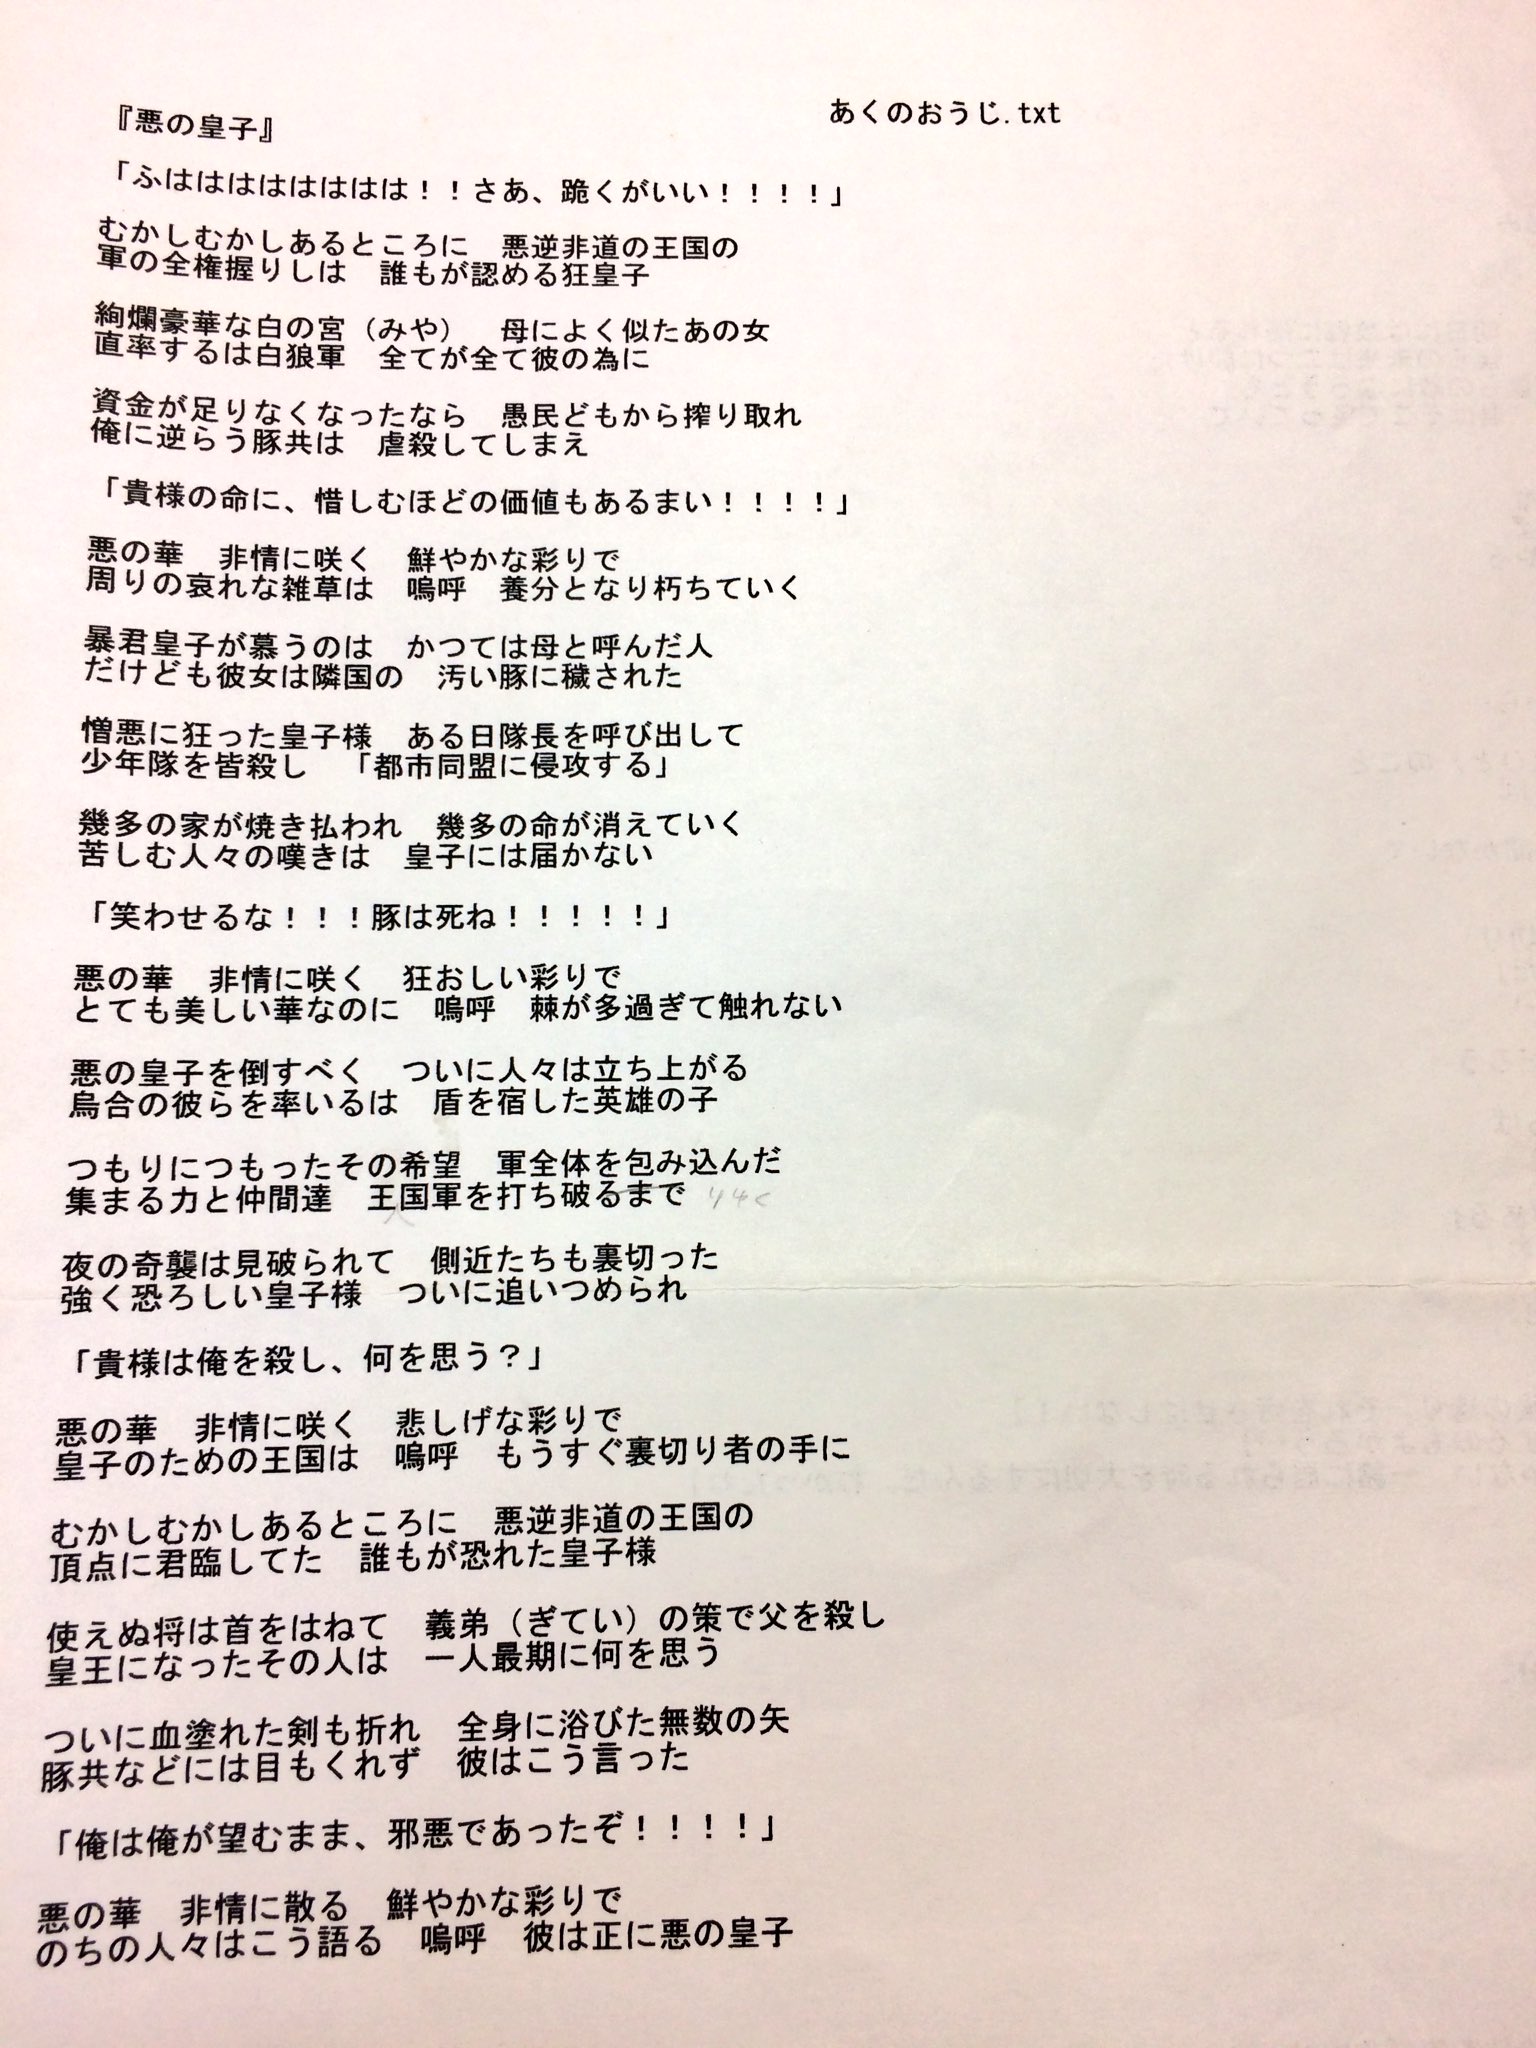 あくのおうじ.txt
『悪の皇子』
「ふはははははははは！！さあ、跪くがいい！！！！」
むかしむかしあるところに　悪逆非道の王国の
軍の全権握りしは　誰もが認める狂皇子
絢爛豪華な白の宮（みや）　母によく似たあの女
直率するは白狼軍　全てが全て彼の為に
資金が足りなくなったなら　愚民どもから搾り取れ
俺に逆らう豚共は　虐殺してしまえ
「貴様の命に、惜しむほどの価値もあるまい！！！！」
悪の華　非情に咲く　鮮やかな彩りで
周りの哀れな雑草は　嗚呼　養分となり朽ちていく
暴君皇子が慕うのは　かつては母と呼んだ人
だけども彼女は隣国の　汚い豚に穢された
憎悪に狂った皇子様　ある日隊長を呼び出して
少年隊を皆殺し　「都市同盟に侵攻する」
幾多の家が焼き払われ　幾多の命が消えていく
苦しむ人々の嘆きは　皇子には届かない
「笑わせるな！！！豚は死ね！！！！！」
悪の華　非情に咲く　狂おしい彩りで
とても美しい華なのに　嗚呼　棘が多過ぎて触れない
悪の皇子を倒すべく　ついに人々は立ち上がる
烏合の彼らを率いるは　盾を宿した英雄の子
つもりにつもったその希望　軍全体を包み込んだ
集まる力と仲間達　王国軍を打ち破るまで
夜の奇襲は見破られて　側近たちも裏切った
強く恐ろしい皇子様　ついに追いつめられ
「貴様は俺を殺し、何を思う？」
悪の華　非情に咲く　悲しげな彩りで
皇子のための王国は　嗚呼　もうすぐ裏切り者の手に
むかしむかしあるところに　悪逆非道の王国の
頂点に君臨してた　誰もが恐れた皇子様
使えぬ将は首をはねて　義弟（ぎてい）の策で父を殺し
皇王になったその人は　一人最期に何を思う
ついに血塗れた剣も折れ　全身に浴びた無数の矢
豚共などには目もくれず　彼はこう言った
「俺は俺が望むまま、邪悪であったぞ！！！！」
悪の華　非情に散る　鮮やかな彩りで
のちの人々はこう語る　嗚呼　彼は正に悪の皇子